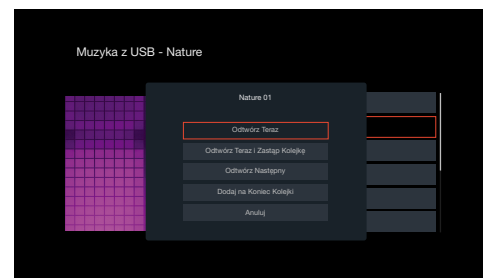 Muzyka z USB - Nature
Nature 01
Odtwórz Teraz
Odtwórz Teraz i Zastąp Kolejkę
Odtwórz Następny
Dodaj na Koniec Kolejki
Anuluj